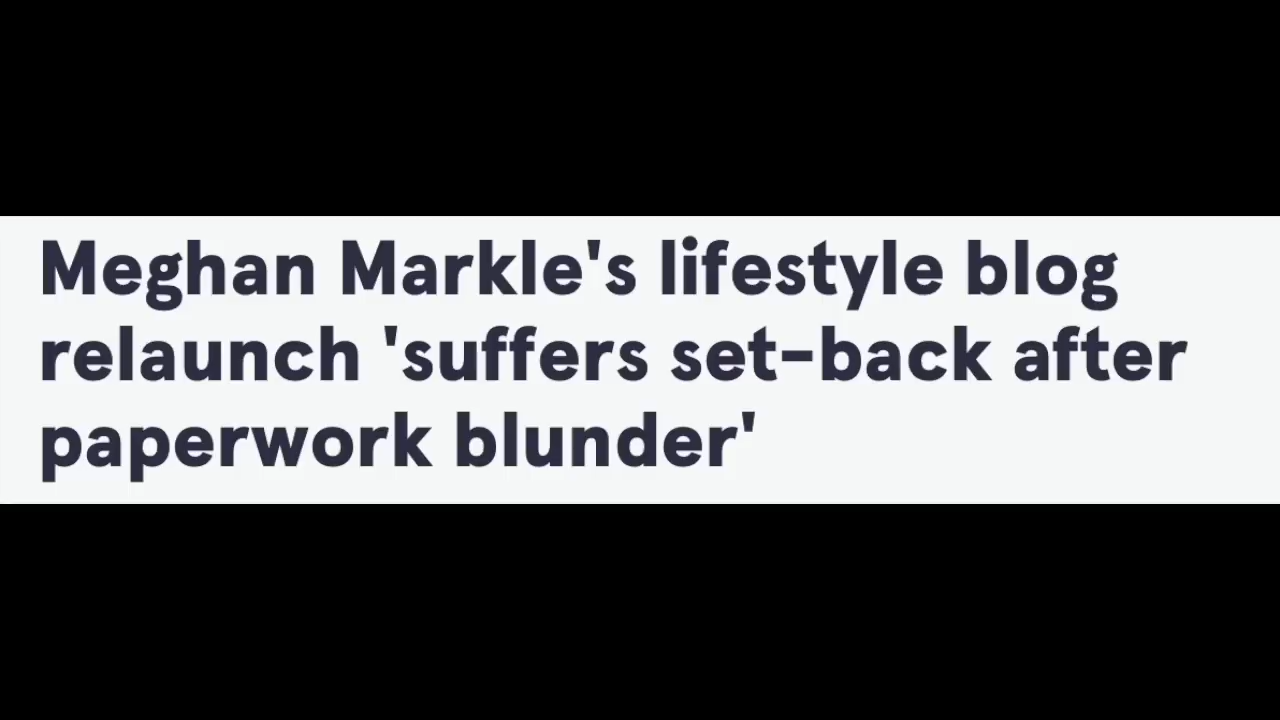 Meghan Markle's lifestyle blog
relaunch 'suffers set-back after
paperwork blunder'